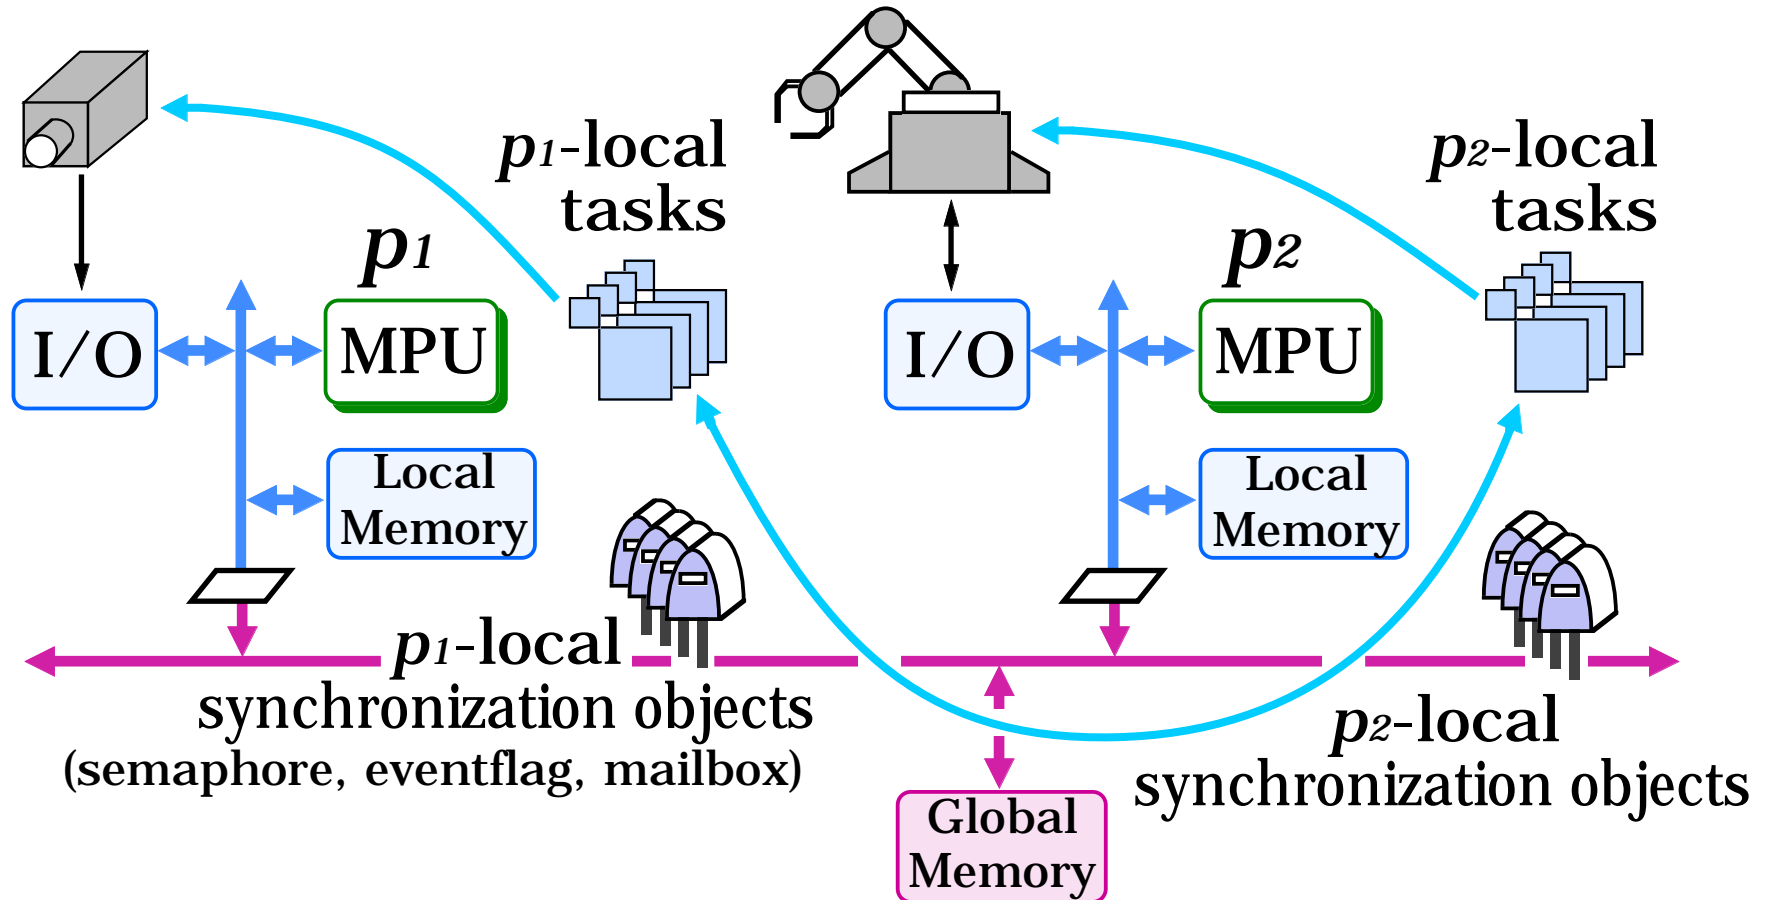 p1-local
tasks
p1
I/O
MPU
Local
Memory
p2-local
tasks
p2
I/O
MPU
Local
Memory
p1-local
synchronization objects
(semaphore, eventflag, mailbox)
p2-local
synchronization objects
Global
Memory